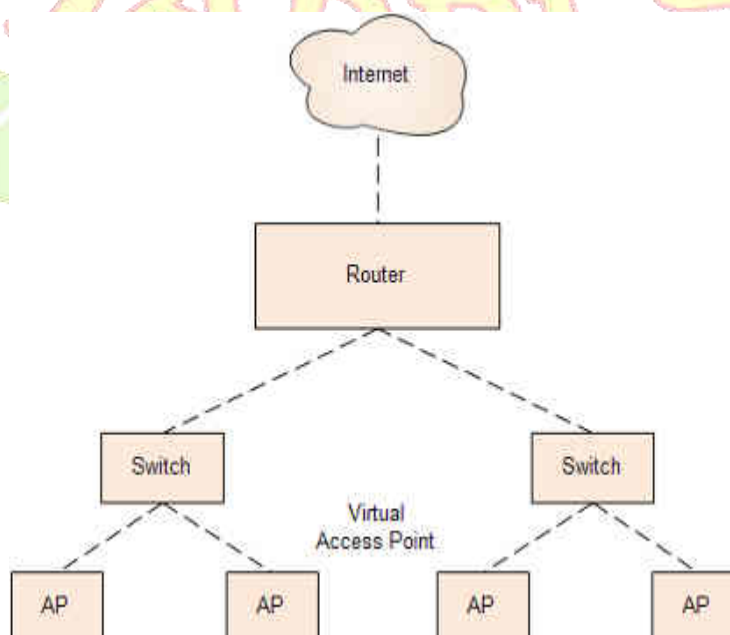 Internet
Router
Switch
Switch
Virtual
Access Point
AP
AP
AP
AP